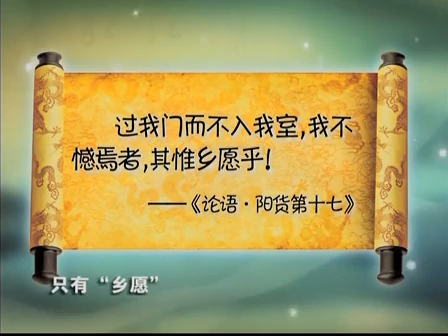 过我门而不入我室,我不
憾焉者,其惟乡愿乎!
——《论语·阳货第十七》
只有“乡愿”